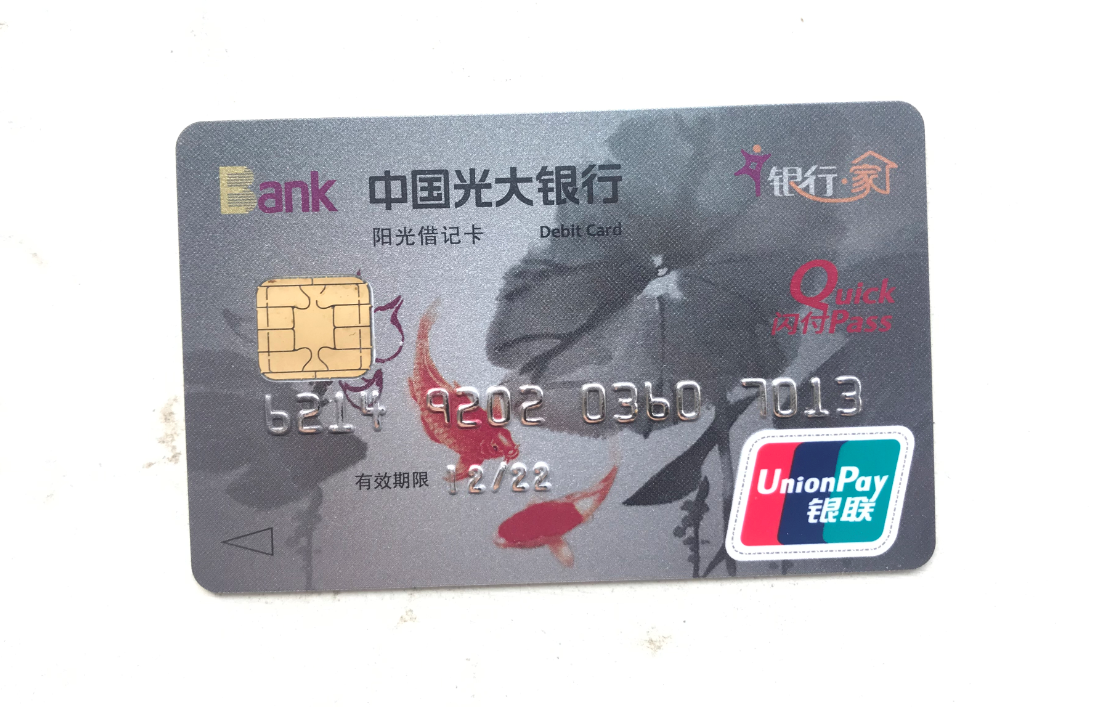 Bank 中国光大银行
阳光借记卡 Debit Card
银行·家
Quick
闪付Pass
6214 9202 0360 7013
有效期限 12/22
UnionPay
银联